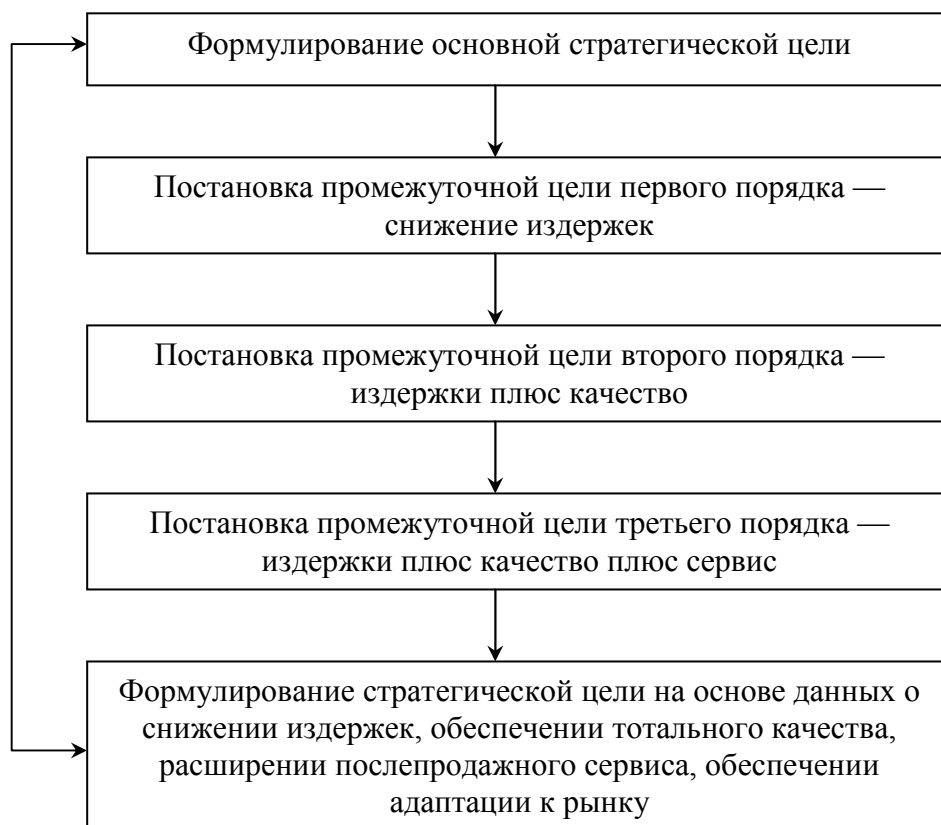 Формулирование основной стратегической цели
Постановка промежуточной цели первого порядка —
снижение издержек
Постановка промежуточной цели второго порядка —
издержки плюс качество
Постановка промежуточной цели третьего порядка —
издержки плюс качество плюс сервис
Формулирование стратегической цели на основе данных о
снижении издержек, обеспечении тотального качества,
расширении послепродажного сервиса, обеспечении
адаптации к рынку